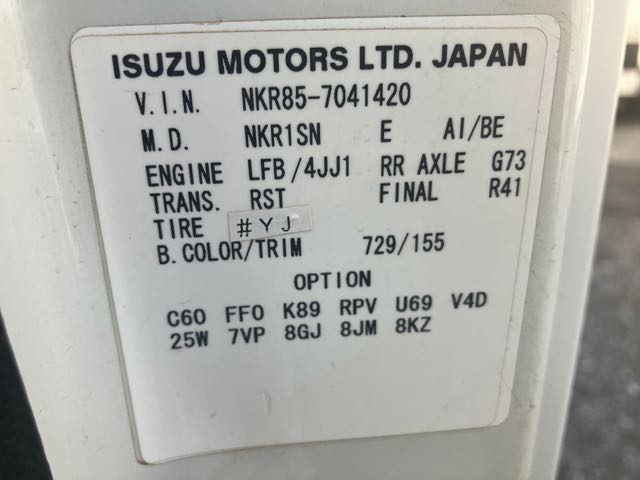 ISUZU MOTORS LTD. JAPAN
V.I.N. NKR85-7041420
M.D. NKR1SN E AI/BE
ENGINE LFB/4JJ1 RR AXLE G73
TRANS. RST FINAL R41
TIRE #YJ
B.COLOR/TRIM 729/155
OPTION
C60 FF0 K89 RPV U69 V4D
25W 7VP 8GJ 8JM 8KZ